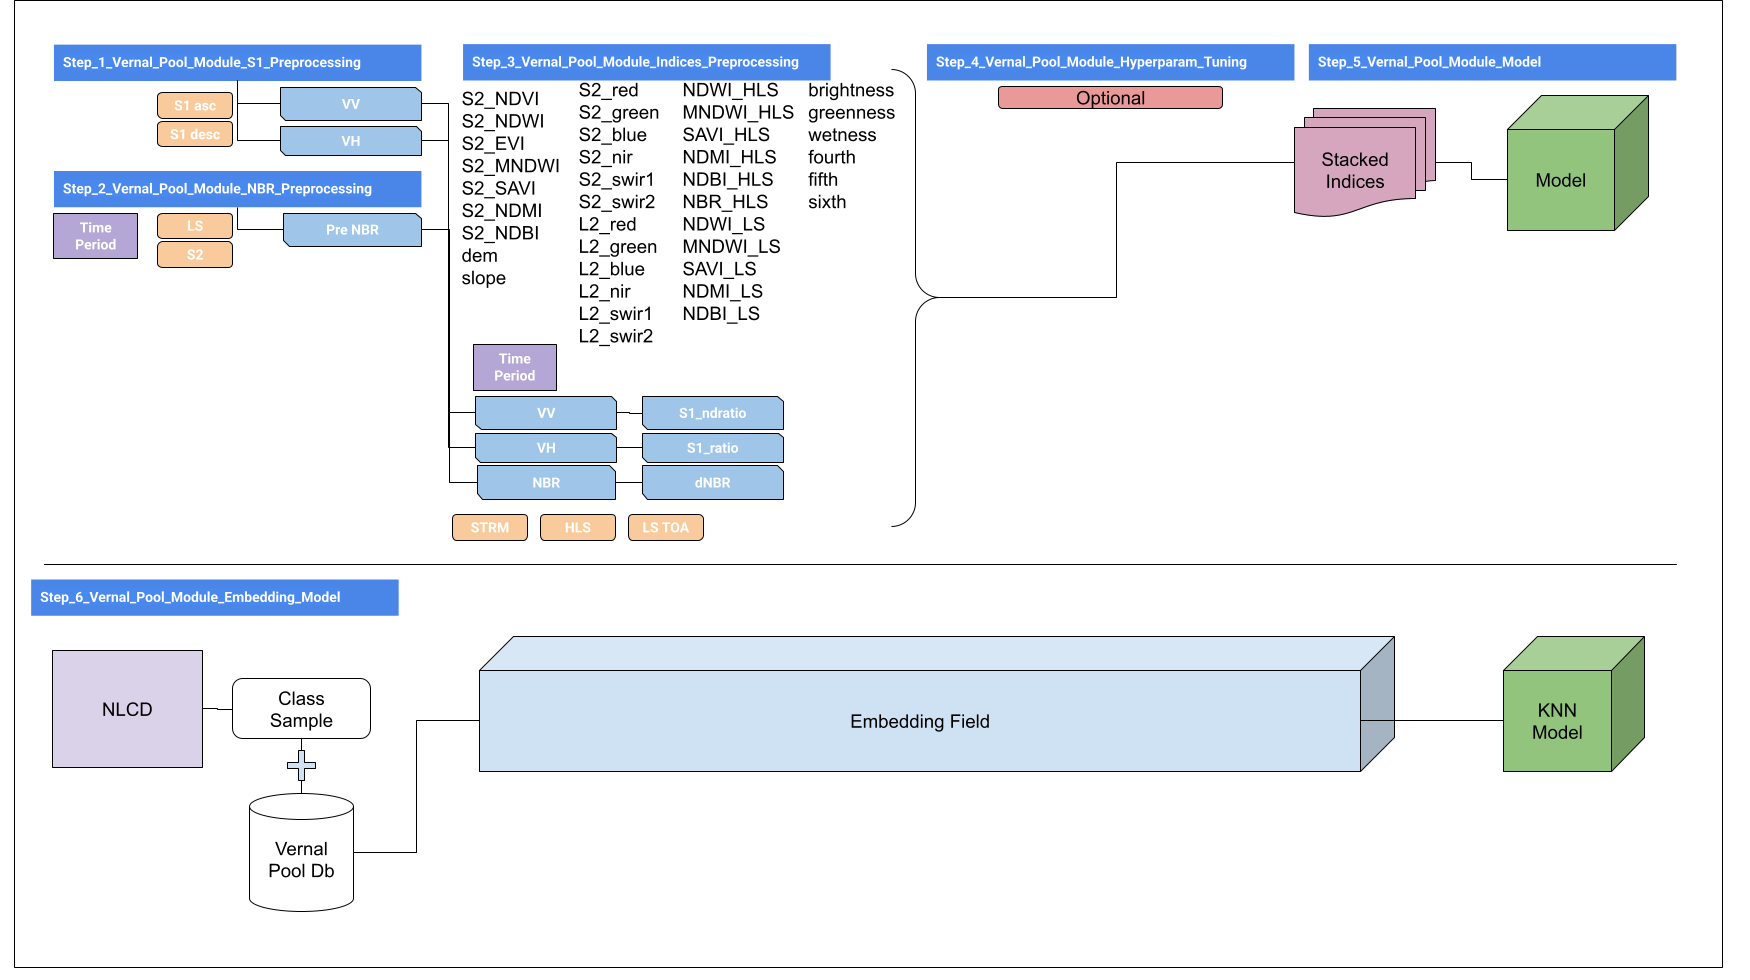 Step_1_Vernal_Pool_Module_S1_Preprocessing
S1 asc
S1 desc
VV
VH
Step_2_Vernal_Pool_Module_NBR_Preprocessing
Time
Period
LS
S2
Pre NBR
Step_3_Vernal_Pool_Module_Indices_Preprocessing
S2_NDVI
S2_NDWI
S2_EVI
S2_MNDWI
S2_SAVI
S2_NDMI
S2_NDBI
dem
slope
S2_red
S2_green
S2_blue
S2_nir
S2_swir1
S2_swir2
L2_red
L2_green
L2_blue
L2_nir
L2_swir1
L2_swir2
NDWI_HLS
MNDWI_HLS
SAVI_HLS
NDMI_HLS
NDBI_HLS
NBR_HLS
NDWI_LS
MNDWI_LS
SAVI_LS
NDMI_LS
NDBI_LS
brightness
greenness
wetness
fourth
fifth
sixth
Time
Period
VV
S1_ndratio
VH
S1_ratio
NBR
dNBR
STRM
HLS
LS TOA
Step_4_Vernal_Pool_Module_Hyperparam_Tuning
Optional
Step_5_Vernal_Pool_Module_Model
Stacked
Indices
Model
Step_6_Vernal_Pool_Module_Embedding_Model
NLCD
Class
Sample
Vernal
Pool Db
Embedding Field
KNN
Model